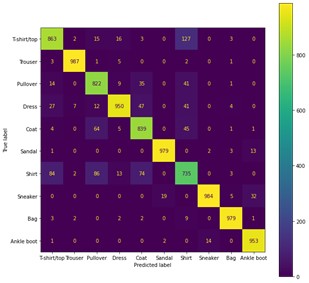 T-shirt/top 863 2 15 16 3 0 127 0 3 0
Trouser 3 987 1 5 0 0 2 0 1 0
Pullover 14 0 822 9 35 0 41 0 1 0
Dress 27 7 12 950 47 0 41 0 4 0
Coat 4 0 64 5 839 0 45 0 1 1
Sandal 1 0 0 0 0 979 0 2 3 13
Shirt 84 2 86 13 74 0 735 0 3 0
Sneaker 0 0 0 0 0 19 0 984 5 32
Bag 3 2 0 2 2 0 9 0 979 1
Ankle boot 1 0 0 0 0 2 0 14 0 953
T-shirt/top Trouser Pullover Dress Coat Sandal Shirt Sneaker Bag Ankle boot
Predicted label
True label
800
600
400
200
0